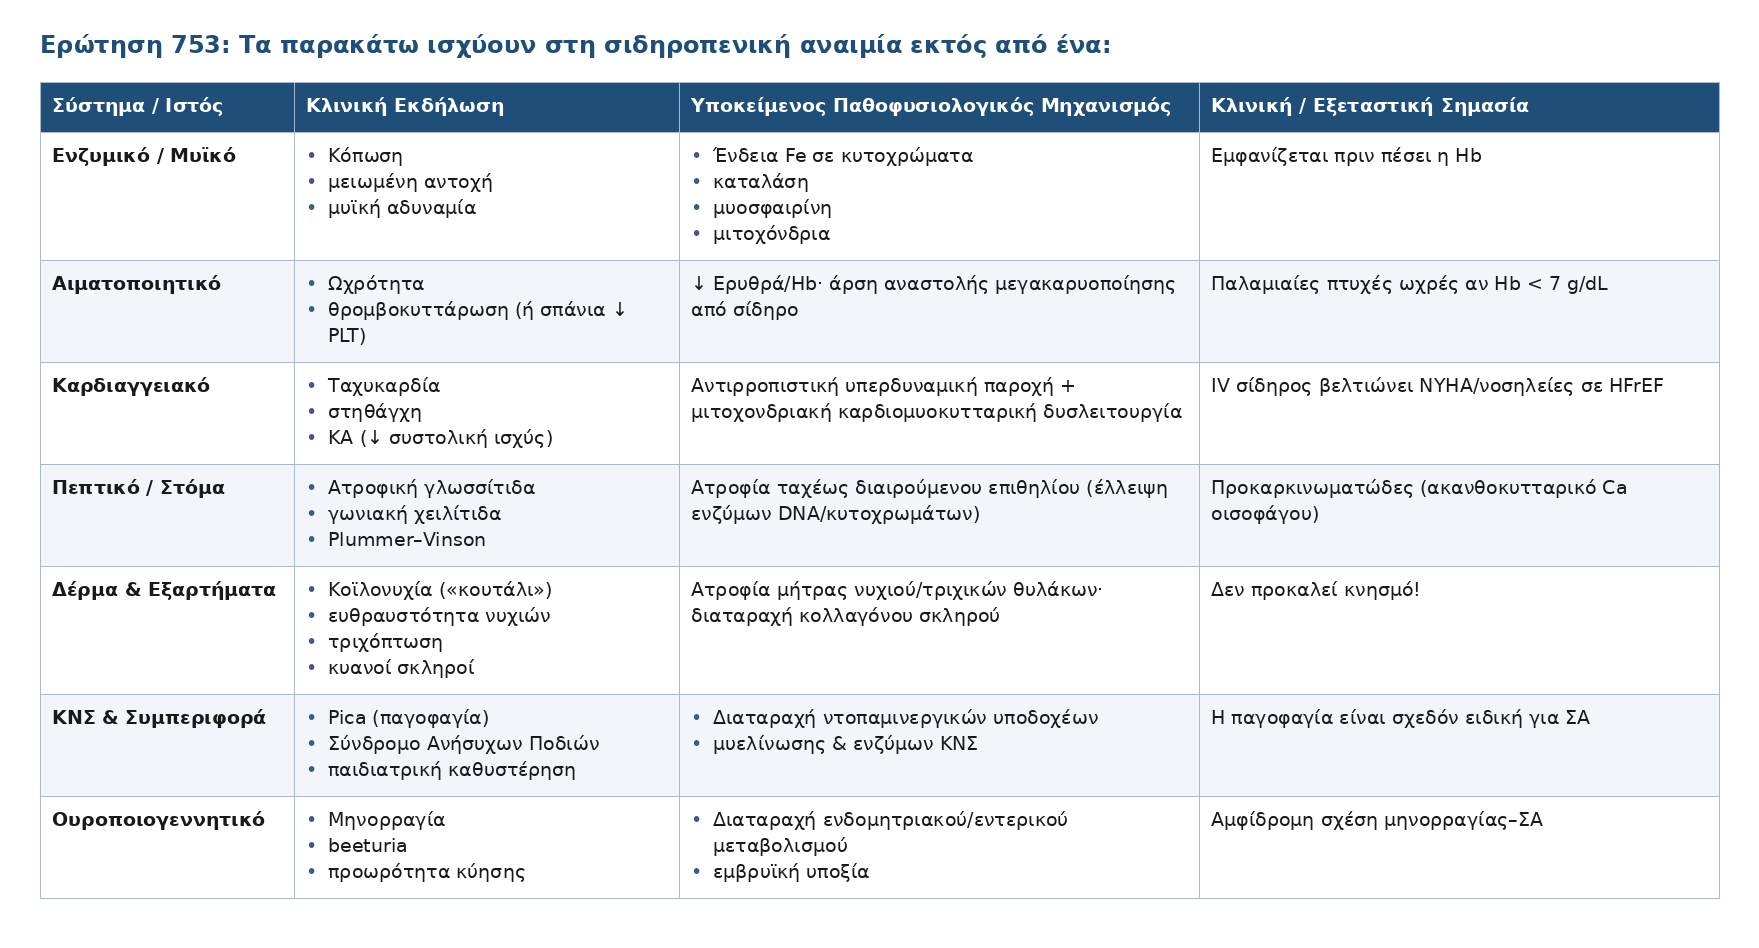 Ερώτηση 753: Τα παρακάτω ισχύουν στη σιδηροπενική αναιμία εκτός από ένα:
Σύστημα / Ιστός
Κλινική Εκδήλωση
Υποκείμενος Παθοφυσιολογικός Μηχανισμός
Κλινική / Εξεταστική Σημασία
Ενζυμικό / Μυϊκό
• Κόπωση
• μειωμένη αντοχή
• μυϊκή αδυναμία
• Ένδεια Fe σε κυτοχρώματα
• καταλάση
• μυοσφαιρίνη
• μιτοχόνδρια
Εμφανίζεται πριν πέσει η Hb
Αιματοποιητικό
• Ωχρότητα
• θρομβοκυττάρωση (ή σπάνια ↓
PLT)
↓ Ερυθρά/Hb· άρση αναστολής μεγακαρυοποίησης
από σίδηρο
Παλαμιαίες πτυχές ωχρές αν Hb < 7 g/dL
Καρδιαγγειακό
• Ταχυκαρδία
• στηθάγχη
• ΚΑ (↓ συστολική ισχύς)
Αντιρροπιστική υπερδυναμική παροχή +
μιτοχονδριακή καρδιομυοκυτταρική δυσλειτουργία
IV σίδηρος βελτιώνει NYHA/νοσηλείες σε HFrEF
Πεπτικό / Στόμα
• Ατροφική γλωσσίτιδα
• γωνιακή χειλίτιδα
• Plummer–Vinson
Ατροφία ταχέως διαιρούμενου επιθηλίου (έλλειψη
ενζύμων DNA/κυτοχρωμάτων)
Προκαρκινωματώδες (ακανθοκυτταρικό Ca
οισοφάγου)
Δέρμα & Εξαρτήματα
• Κοϊλονυχία («κουτάλι»)
• ευθραυστότητα νυχιών
• τριχόπτωση
• κυανοί σκληροί
Ατροφία μήτρας νυχιού/τριχικών θυλάκων·
διαταραχή κολλαγόνου σκληρού
Δεν προκαλεί κνησμό!
ΚΝΣ & Συμπεριφορά
• Pica (παγοφαγία)
• Σύνδρομο Ανήσυχων Ποδιών
• παιδιατρική καθυστέρηση
• Διαταραχή ντοπαμινεργικών υποδοχέων
• μυελίνωσης & ενζύμων ΚΝΣ
Η παγοφαγία είναι σχεδόν ειδική για ΣΑ
Ουροποιογεννητικό
• Μηνορραγία
• beeturia
• προωρότητα κύησης
• Διαταραχή ενδομητριακού/εντερικού
μεταβολισμού
• εμβρυϊκή υποξία
Αμφίδρομη σχέση μηνορραγίας–ΣΑ